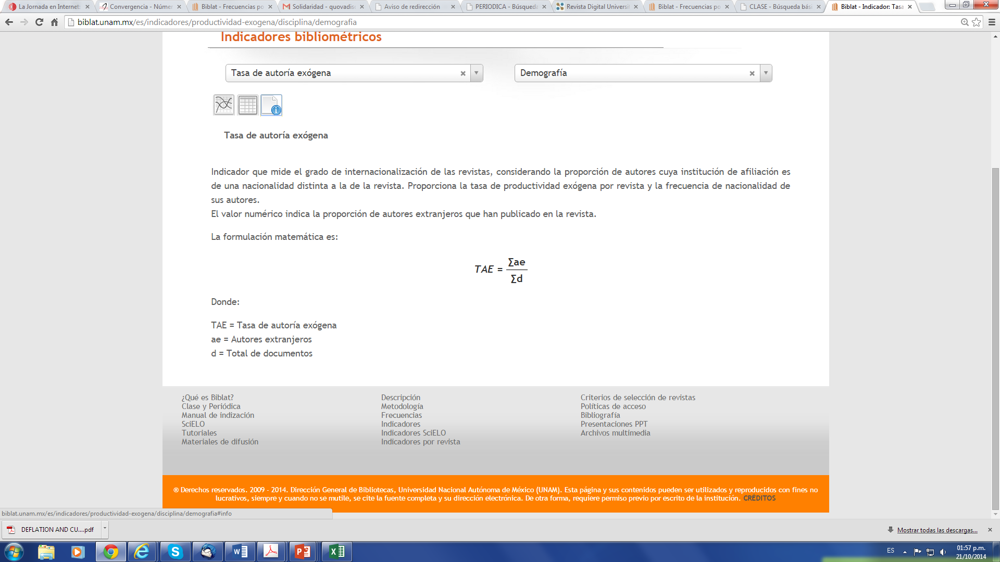 La Jornada en Internet:
Convergencia - Númer
Biblat - Frecuencias po
Solidaridad - quovadisu
Aviso de redirección
PERIODICA - Búsqueda
Revista Digital Universit
Biblat - Frecuencias po
CLASE - Búsqueda bás
Biblat - Indicador: Tasa
biblat.unam.mx/es/indicadores/productividad-exogena/disciplina/demografia
Indicadores bibliométricos
Tasa de autoría exógena
Demografía
Tasa de autoría exógena
Indicador que mide el grado de internacionalización de las revistas, considerando la proporción de autores cuya institución de afiliación es
de una nacionalidad distinta a la de la revista. Proporciona la tasa de productividad exógena por revista y la frecuencia de nacionalidad de
sus autores.
El valor numérico indica la proporción de autores extranjeros que han publicado en la revista.
La formulación matemática es:
TAE = ∑ae
∑d
Donde:
TAE = Tasa de autoría exógena
ae = Autores extranjeros
d = Total de documentos
¿Qué es Biblat?
Clase y Periódica
Manual de indización
SciELO
Tutoriales
Materiales de difusión
Descripción
Metodología
Frecuencias
Indicadores
Indicadores SciELO
Indicadores por revista
Criterios de selección de revistas
Políticas de acceso
Bibliografía
Presentaciones PPT
Archivos multimedia
® Derechos reservados. 2009 - 2014. Dirección General de Bibliotecas, Universidad Nacional Autónoma de México (UNAM). Esta página y sus contenidos pueden ser utilizados y reproducidos con fines no
lucrativos, siempre y cuando no se mutile, se cite la fuente completa y su dirección electrónica. De otra forma, requiere permiso previo por escrito de la institución. CRÉDITOS
biblat.unam.mx/es/indicadores/productividad-exogena/disciplina/demografia#info
DEFLATION AND CU....pdf
Mostrar todas las descargas...
ES
01:57 p.m.
21/10/2014